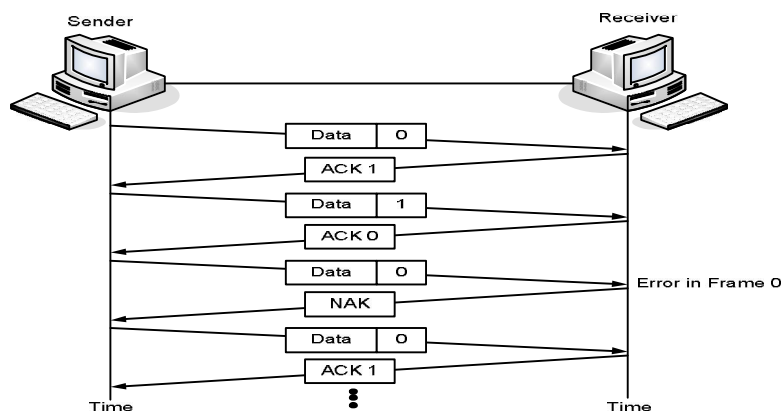 Sender
Receiver
Data 0
ACK 1
Data 1
ACK 0
Data 0
Error in Frame 0
NAK
Data 0
ACK 1
Time
Time